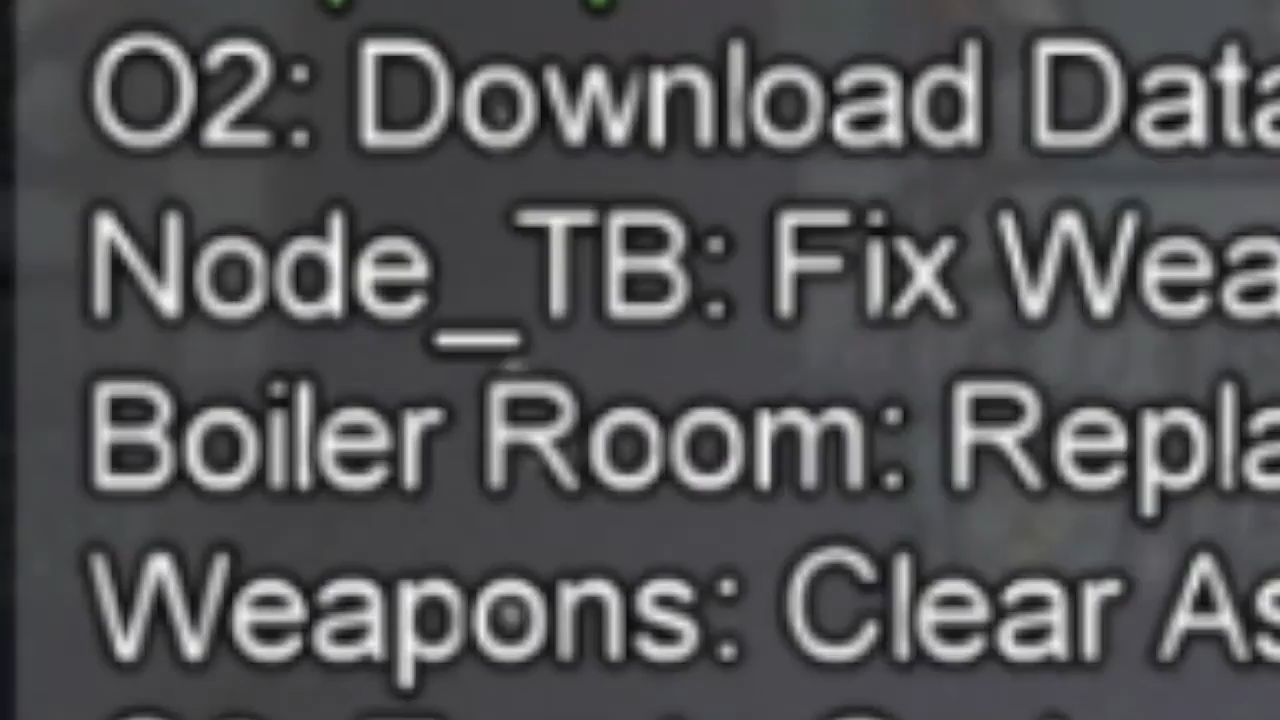 O2: Download Data
Node_TB: Fix Wea
Boiler Room: Repla
Weapons: Clear As